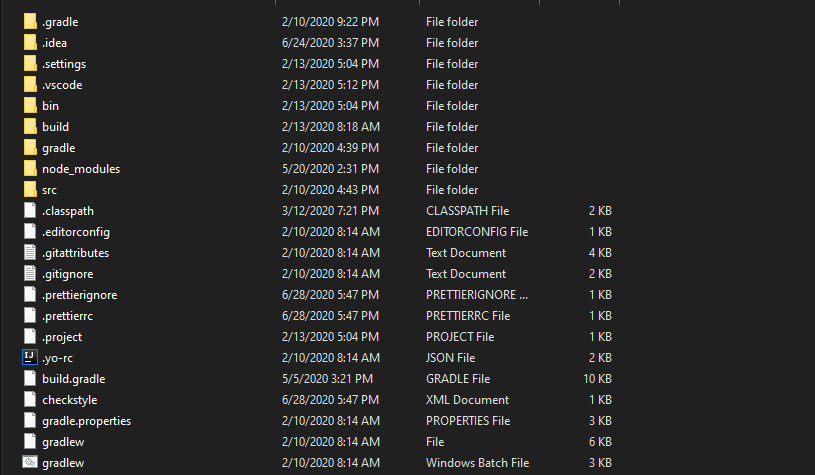 .gradle 2/10/2020 9:22 PM File folder
.idea 6/24/2020 3:37 PM File folder
.settings 2/13/2020 5:04 PM File folder
.vscode 2/13/2020 5:12 PM File folder
bin 2/13/2020 5:04 PM File folder
build 2/13/2020 8:18 AM File folder
gradle 2/10/2020 4:39 PM File folder
node_modules 5/20/2020 2:31 PM File folder
src 2/10/2020 4:43 PM File folder
.classpath 3/12/2020 7:21 PM CLASSPATH File 2 KB
.editorconfig 2/10/2020 8:14 AM EDITORCONFIG File 1 KB
.gitattributes 2/10/2020 8:14 AM Text Document 4 KB
.gitignore 2/10/2020 8:14 AM Text Document 2 KB
.prettierignore 6/28/2020 5:47 PM PRETTIERIGNORE ... 1 KB
.prettierrc 6/28/2020 5:47 PM PRETTIERRC File 1 KB
.project 2/13/2020 5:04 PM PROJECT File 1 KB
IJ .yo-rc 2/10/2020 8:14 AM JSON File 2 KB
build.gradle 5/5/2020 3:21 PM GRADLE File 10 KB
checkstyle 6/28/2020 5:47 PM XML Document 1 KB
gradle.properties 2/10/2020 8:14 AM PROPERTIES File 3 KB
gradlew 2/10/2020 8:14 AM File 6 KB
gradlew 2/10/2020 8:14 AM Windows Batch File 3 KB